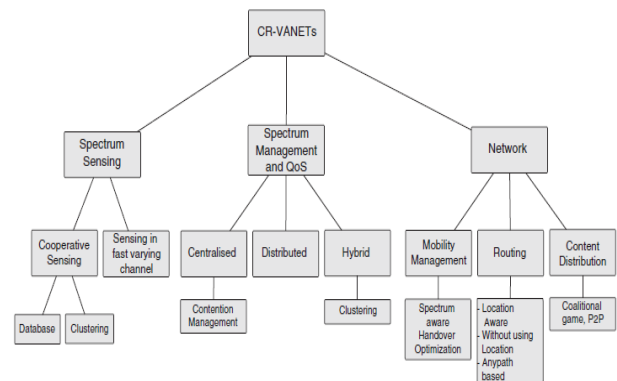 CR-VANETs
Spectrum
Sensing
Spectrum
Management
and QoS
Network
Cooperative
Sensing
Sensing in
fast varying
channel
Centralised
Distributed
Hybrid
Mobility
Management
Routing
Content
Distribution
Database
Clustering
Contention
Management
Clustering
Spectrum
aware
Handover
Optimization
- Location
Aware
- Without using
Location
- Anypath
based
Coalitional
game, P2P